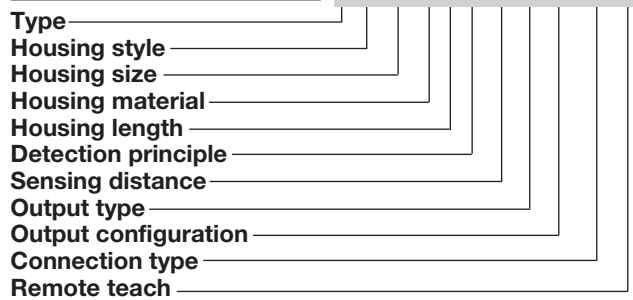 Type
Housing style
Housing size
Housing material
Housing length
Detection principle
Sensing distance
Output type
Output configuration
Connection type
Remote teach